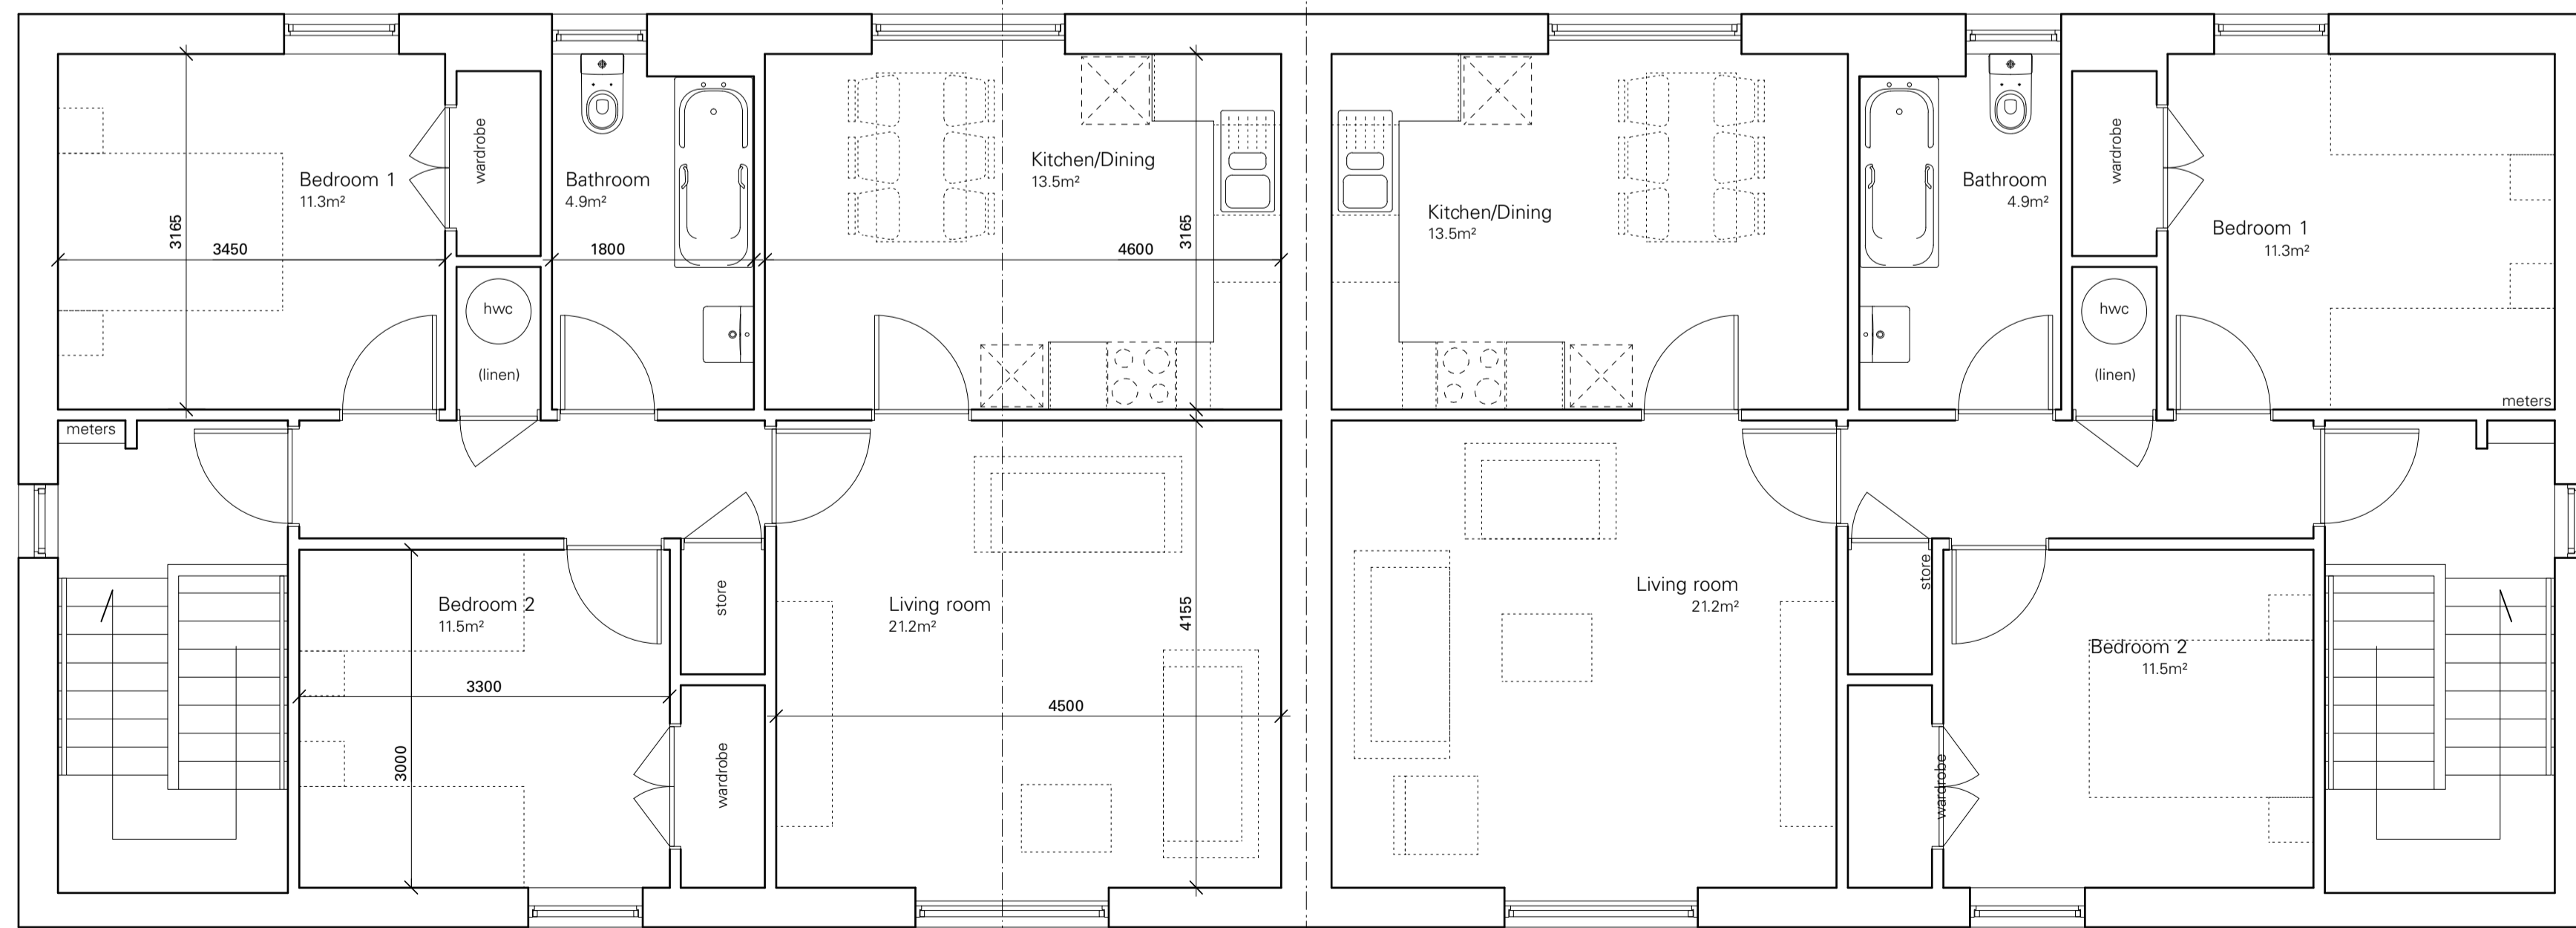 Bedroom 1
11.3m²
3165
3450
wardrobe
hwc
(linen)
Bathroom
4.9m²
1800
Kitchen/Dining
13.5m²
4600
3165
Kitchen/Dining
13.5m²
Bathroom
4.9m²
wardrobe
hwc
(linen)
Bedroom 1
11.3m²
meters
meters
Bedroom 2
11.5m²
3300
3000
store
wardrobe
Living room
21.2m²
4155
4500
Living room
21.2m²
store
wardrobe
Bedroom 2
11.5m²